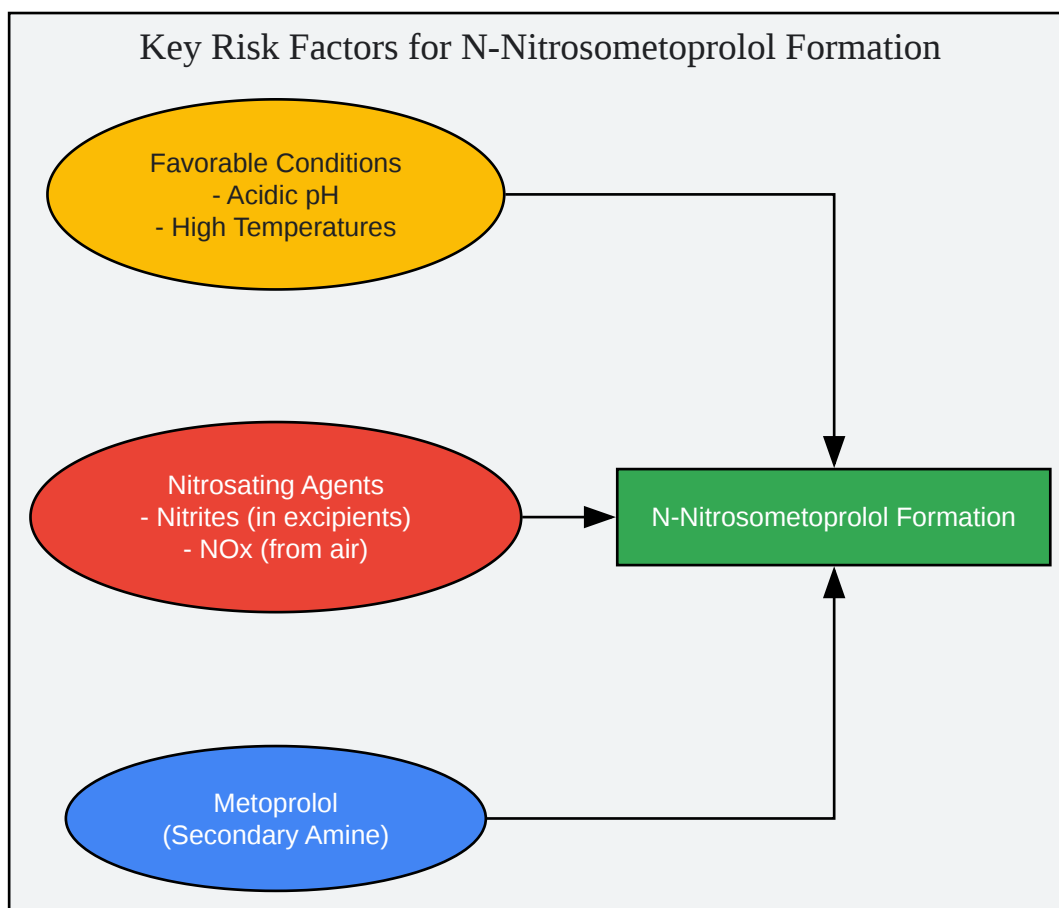 Key Risk Factors for N-Nitrosometoprolol Formation
Favorable Conditions
- Acidic pH
- High Temperatures
Nitrosating Agents
- Nitrites (in excipients)
- NOx (from air)
N-Nitrosometoprolol Formation
Metoprolol
(Secondary Amine)